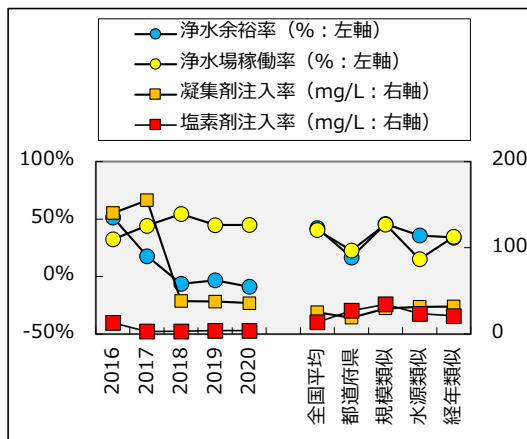 浄水余裕率（%：左軸）
浄水場稼働率（%：左軸）
凝集剤注入率（mg/L：右軸）
塩素剤注入率（mg/L：右軸）
100%
50%
0%
-50%
200
100
0
2016
2017
2018
2019
2020
全国平均
都道府県
規模類似
水源類似
経年類似